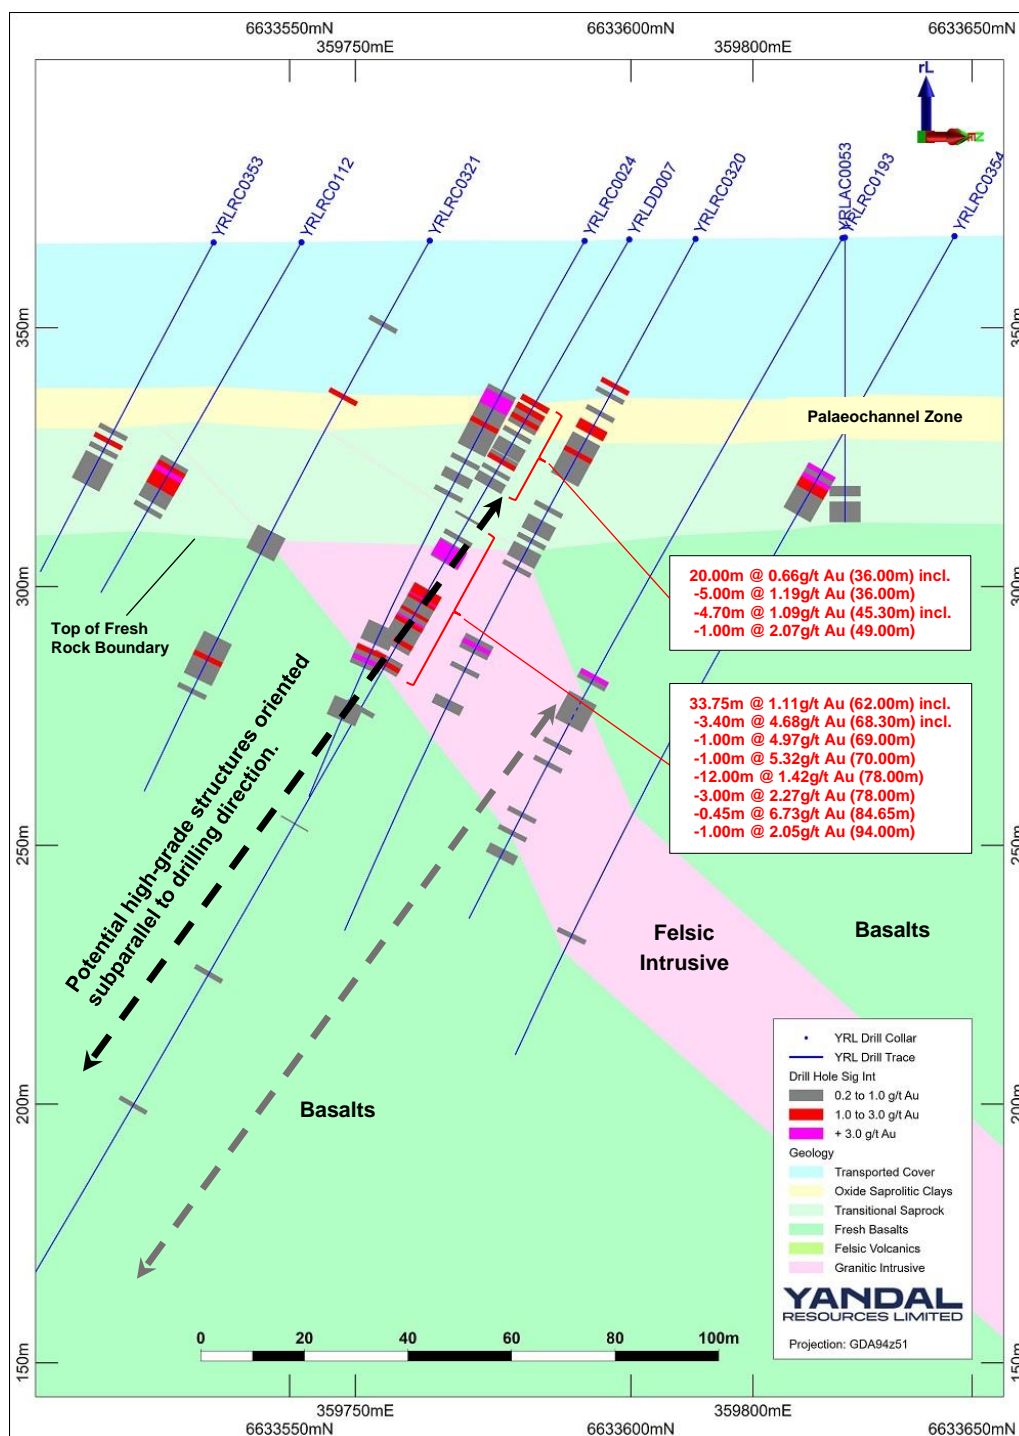 6633550mN
6633600mN
6633650mN
359750mE
359800mE
rL
YRLRC0353
YRLRC0112
YRLRC0321
YRLRC0024
YRLDD007
YRLRC0320
YRLAC0053
YRLRC0193
YRLRC0354
350m
350m
Palaeochannel Zone
300m
Top of Fresh
Rock Boundary
20.00m @ 0.66g/t Au (36.00m) incl.
-5.00m @ 1.19g/t Au (36.00m)
-4.70m @ 1.09g/t Au (45.30m) incl.
-1.00m @ 2.07g/t Au (49.00m)
33.75m @ 1.11g/t Au (62.00m) incl.
-3.40m @ 4.68g/t Au (68.30m) incl.
-1.00m @ 4.97g/t Au (69.00m)
-1.00m @ 5.32g/t Au (70.00m)
-12.00m @ 1.42g/t Au (78.00m)
-3.00m @ 2.27g/t Au (78.00m)
-0.45m @ 6.73g/t Au (84.65m)
-1.00m @ 2.05g/t Au (94.00m)
300m
Potential high-grade structures oriented
subparallel to drilling direction.
250m
250m
Felsic
Intrusive
Basalts
Basalts
200m
200m
YRL Drill Collar
YRL Drill Trace
Drill Hole Sig Int
0.2 to 1.0 g/t Au
1.0 to 3.0 g/t Au
+ 3.0 g/t Au
Geology
Transported Cover
Oxide Saprolitic Clays
Transitional Saprock
Fresh Basalts
Felsic Volcanics
Granitic Intrusive
YANDAL
RESOURCES LIMITED
Projection: GDA94z51
0 20 40 60 80 100m
150m
150m
359750mE
359800mE
6633550mN
6633600mN
6633650mN